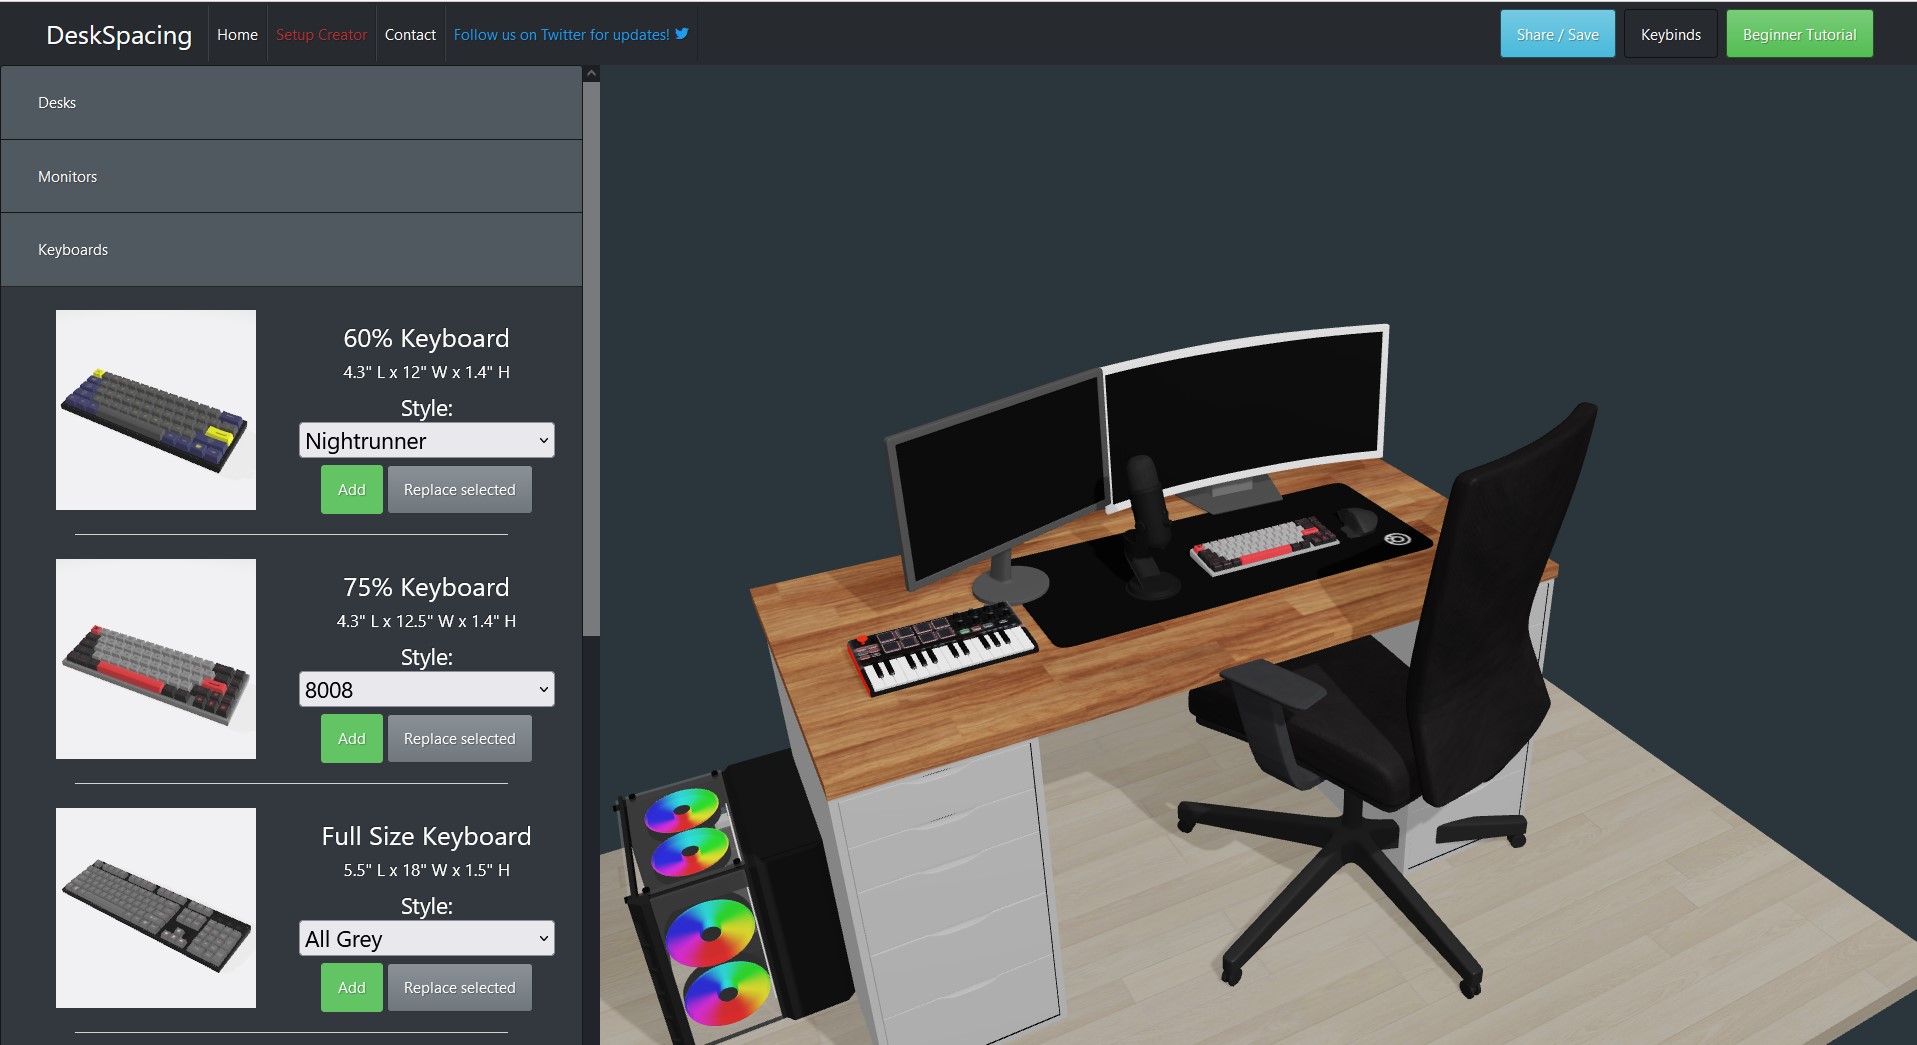 DeskSpacing
Home
Setup Creator
Contact
Follow us on Twitter for updates!
Share / Save
Keybinds
Beginner Tutorial
Desks
Monitors
Keyboards
60% Keyboard
4.3" L x 12" W x 1.4" H
Style:
Nightrunner
Add
Replace selected
75% Keyboard
4.3" L x 12.5" W x 1.4" H
Style:
8008
Add
Replace selected
Full Size Keyboard
5.5" L x 18" W x 1.5" H
Style:
All Grey
Add
Replace selected